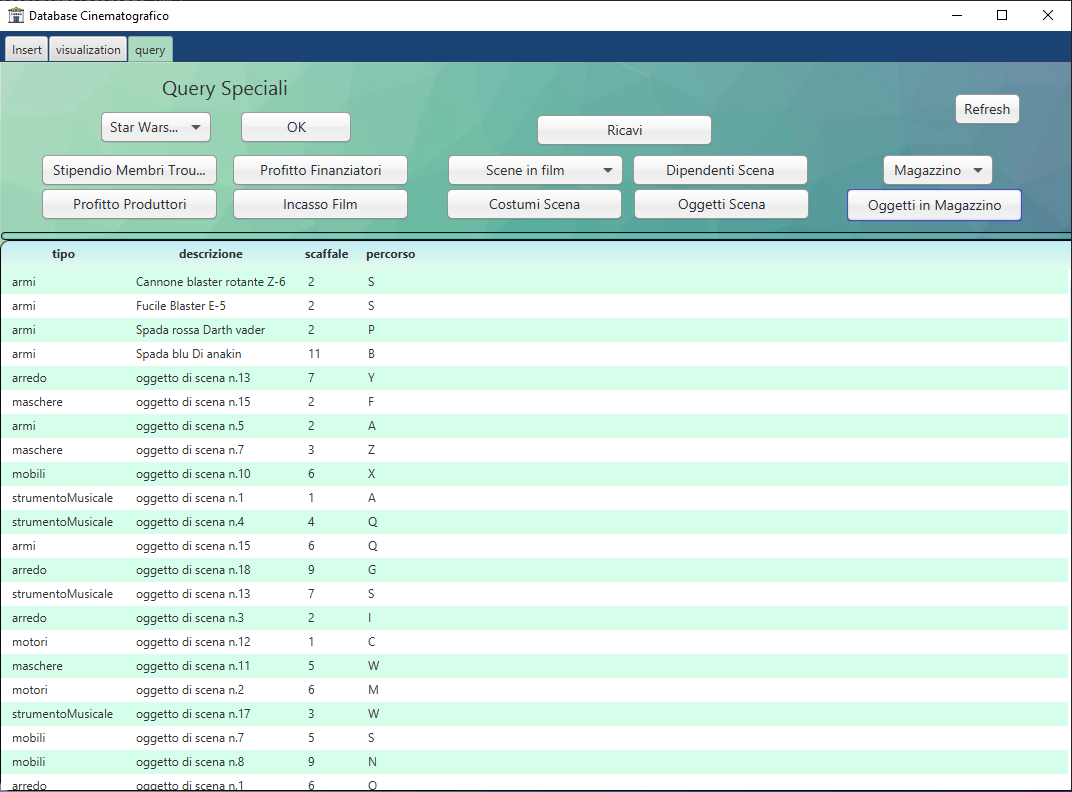 Database Cinematografico
Insert visualization query
Query Speciali
Refresh
Star Wars... OK Ricavi
Stipendio Membri Trou... Profitto Finanziatori Scene in film Dipendenti Scena Magazzino
Profitto Produttori Incasso Film Costumi Scena Oggetti Scena Oggetti in Magazzino
tipo descrizione scaffale percorso
armi Cannone blaster rotante Z-6 2 S
armi Fucile Blaster E-5 2 S
armi Spada rossa Darth vader 2 P
armi Spada blu Di anakin 11 B
arredo oggetto di scena n.13 7 Y
maschere oggetto di scena n.15 2 F
armi oggetto di scena n.5 2 A
maschere oggetto di scena n.7 3 Z
mobili oggetto di scena n.10 6 X
strumentoMusicale oggetto di scena n.1 1 A
strumentoMusicale oggetto di scena n.4 4 Q
armi oggetto di scena n.15 6 Q
arredo oggetto di scena n.18 9 G
strumentoMusicale oggetto di scena n.13 7 S
arredo oggetto di scena n.3 2 I
motori oggetto di scena n.12 1 C
maschere oggetto di scena n.11 5 W
motori oggetto di scena n.2 6 M
strumentoMusicale oggetto di scena n.17 3 W
mobili oggetto di scena n.7 5 S
mobili oggetto di scena n.8 9 N
arredo oggetto di scena n.1 6